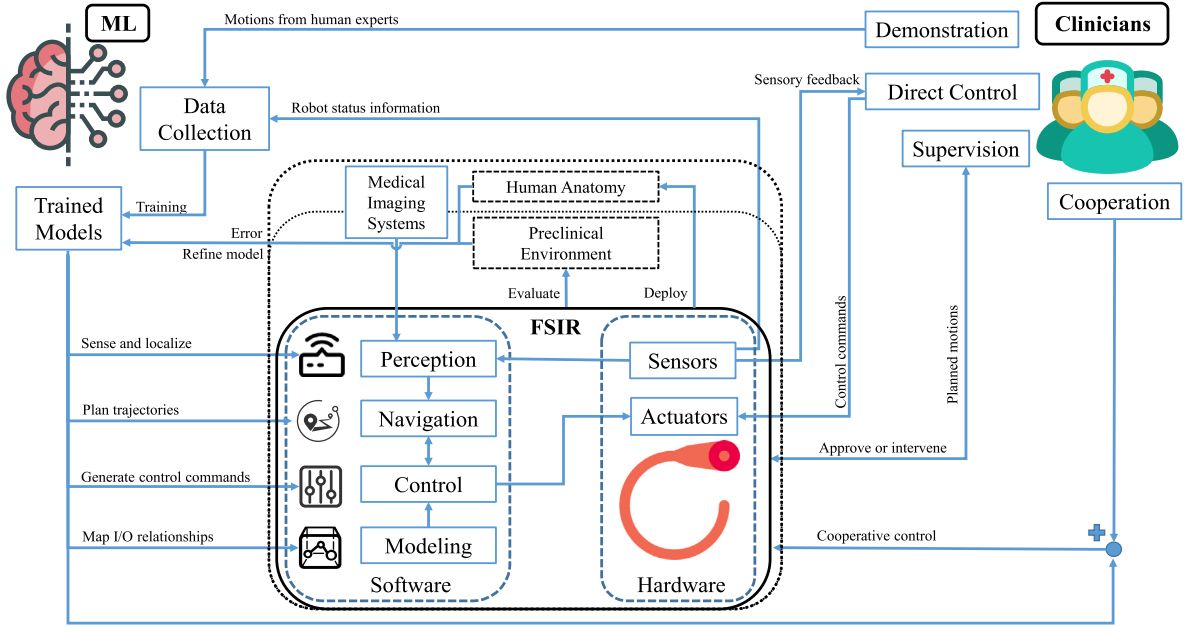 ML
Motions from human experts
Demonstration
Clinicians
Data
Collection
Robot status information
Sensory feedback
Direct Control
Supervision
Cooperation
Trained
Models
Training
Medical
Imaging
Systems
Human Anatomy
Preclinical
Environment
Error
Refine model
Evaluate
Deploy
FSIR
Sense and localize
Perception
Sensors
Plan trajectories
Navigation
Actuators
Control commands
Planned motions
Generate control commands
Control
Approve or intervene
Map I/O relationships
Modeling
Cooperative control
Software
Hardware